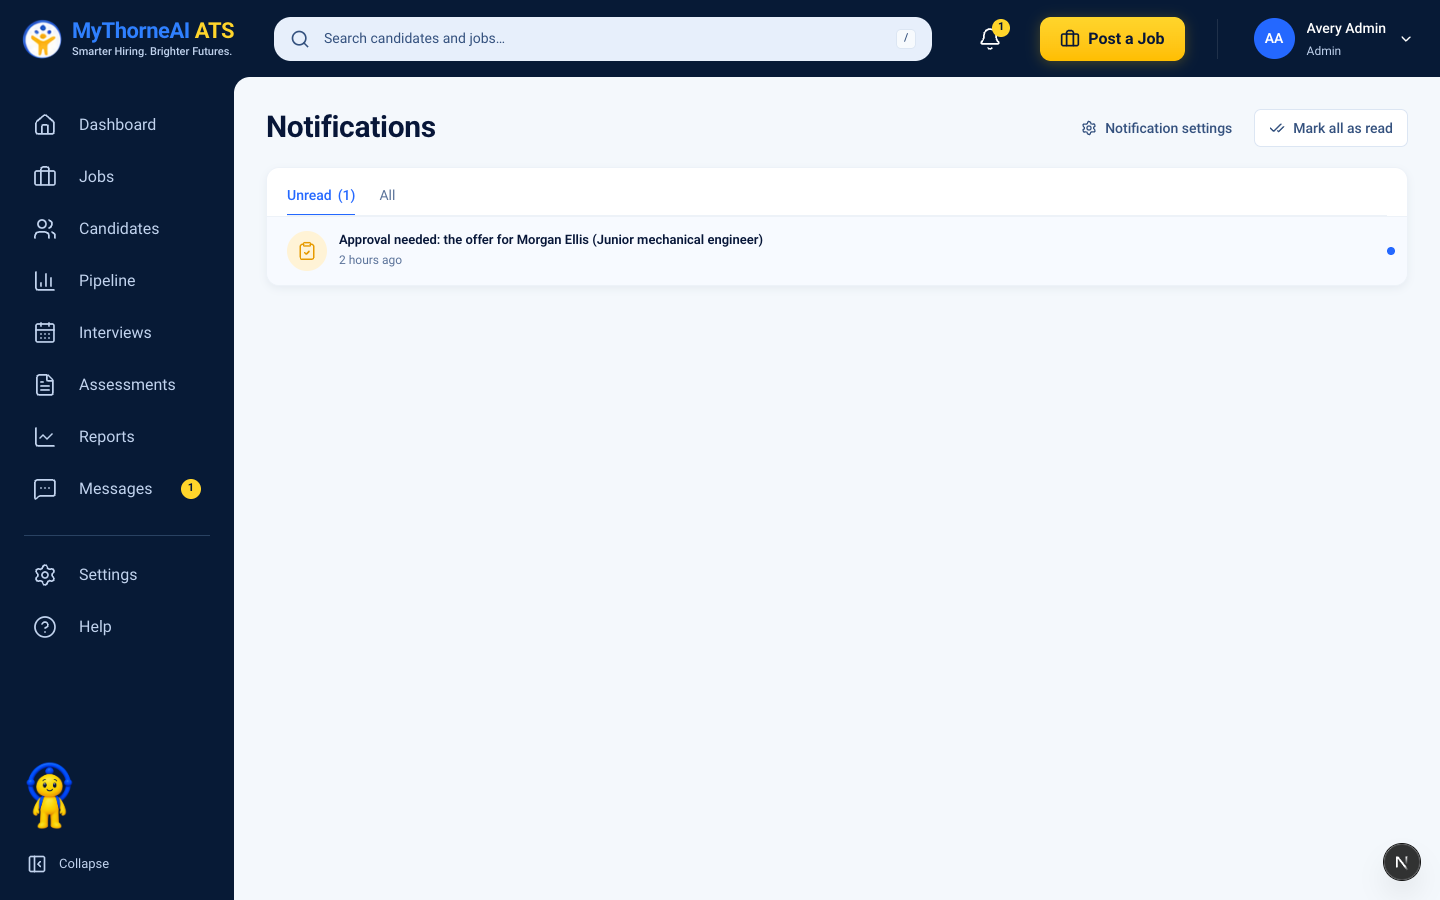 MyThorneAI ATS
Smarter Hiring. Brighter Futures.
Search candidates and jobs...
/
1
Post a Job
AA
Avery Admin
Admin
Dashboard
Jobs
Candidates
Pipeline
Interviews
Assessments
Reports
Messages
1
Settings
Help
Collapse
Notifications
Notification settings
Mark all as read
Unread (1)
All
Approval needed: the offer for Morgan Ellis (Junior mechanical engineer)
2 hours ago
N